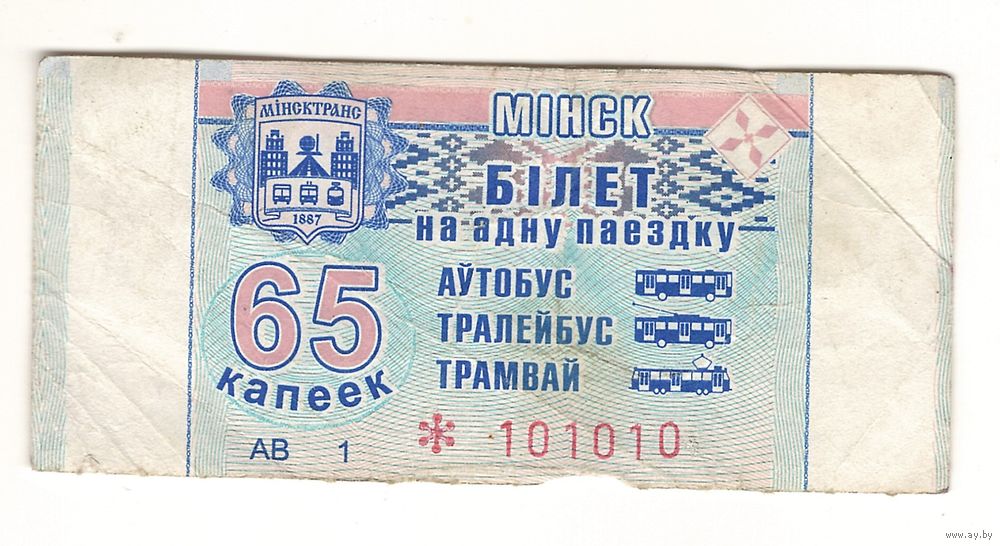 МІНСКТРАНС
1887
МІНСК
БІЛЕТ
на адну паездку
65
капеек
АЎТОБУС
ТРАЛЕЙБУС
ТРАМВАЙ
АВ 1
* 101010
www.ay.by